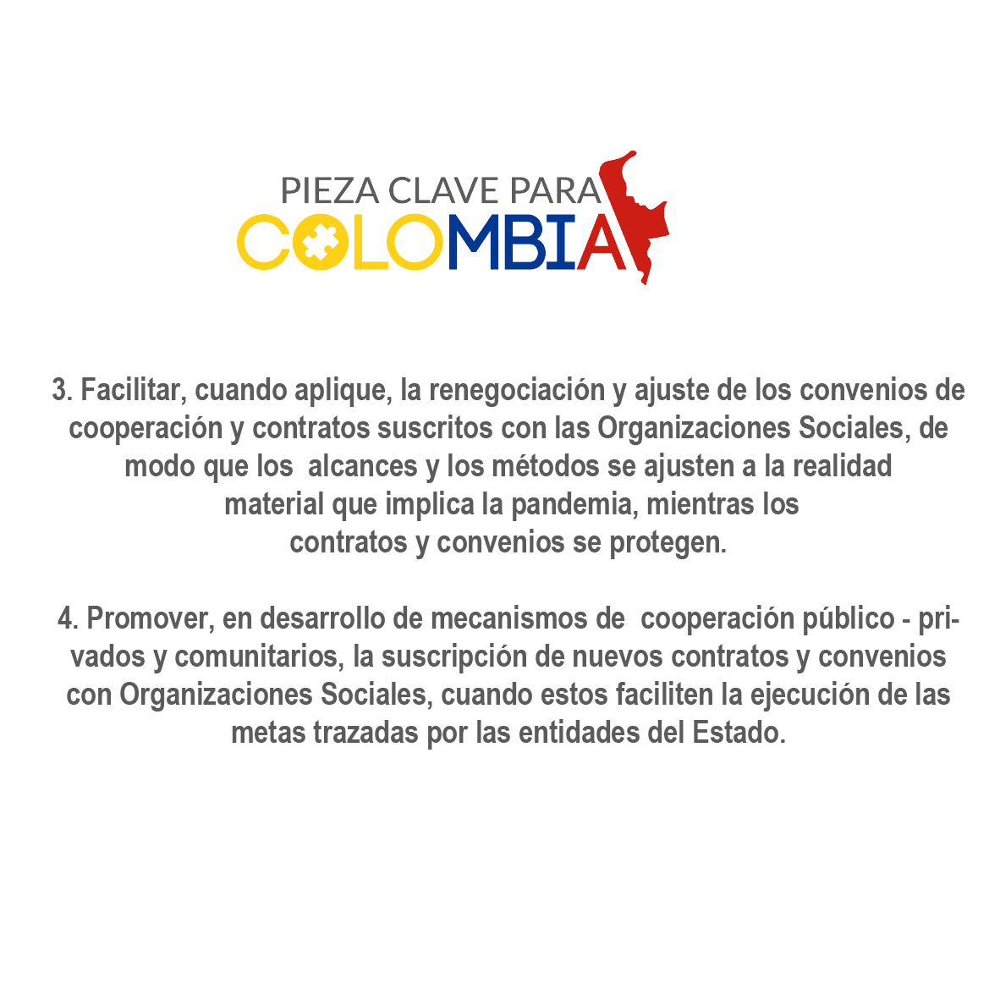 PIEZA CLAVE PARA
COLOMBIA
3. Facilitar, cuando aplique, la renegociación y ajuste de los convenios de
cooperación y contratos suscritos con las Organizaciones Sociales, de
modo que los  alcances y los métodos se ajusten a la realidad
material que implica la pandemia, mientras los
contratos y convenios se protegen.
4. Promover, en desarrollo de mecanismos de  cooperación público - pri-
vados y comunitarios, la suscripción de nuevos contratos y convenios
con Organizaciones Sociales, cuando estos faciliten la ejecución de las
metas trazadas por las entidades del Estado.